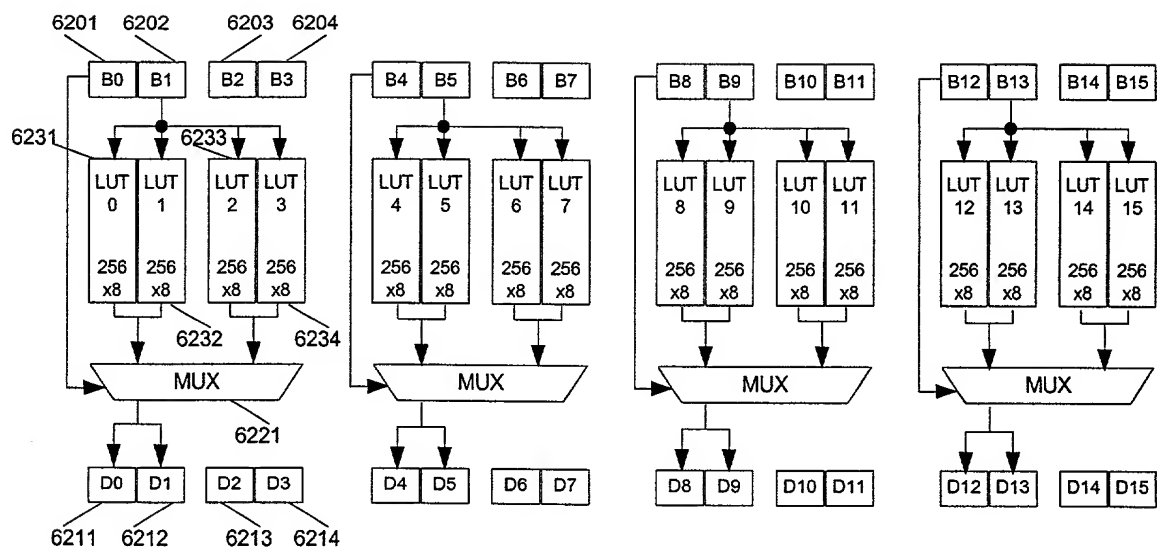 6201 6202 6203 6204
B0 B1 B2 B3 B4 B5 B6 B7 B8 B9 B10 B11 B12 B13 B14 B15
6231 6233
LUT LUT LUT LUT LUT LUT LUT LUT LUT LUT LUT LUT LUT LUT LUT LUT
0 1 2 3 4 5 6 7 8 9 10 11 12 13 14 15
256 256 256 256 256 256 256 256 256 256 256 256 256 256 256 256
x8 x8 x8 x8 x8 x8 x8 x8 x8 x8 x8 x8 x8 x8 x8 x8
6232 6234
MUX MUX MUX MUX
6221
D0 D1 D2 D3 D4 D5 D6 D7 D8 D9 D10 D11 D12 D13 D14 D15
6211 6212 6213 6214